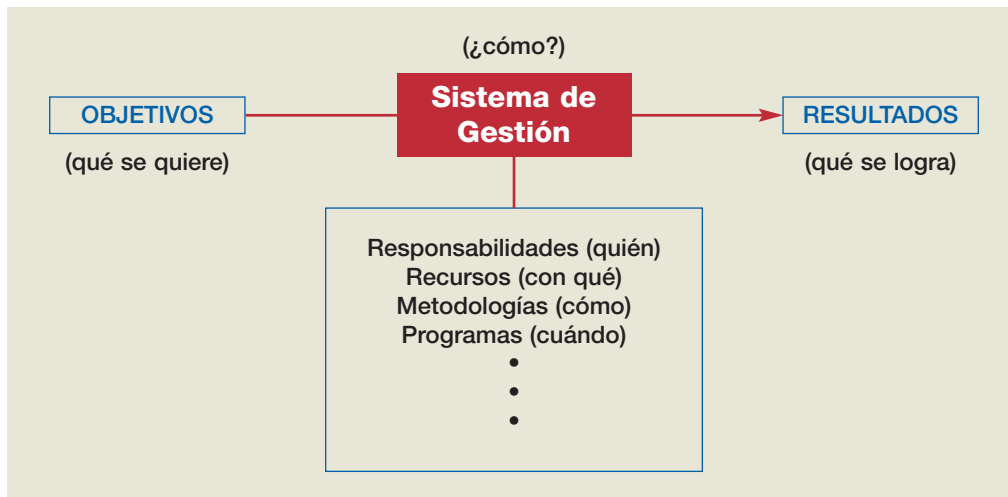 (¿cómo?)
OBJETIVOS
(qué se quiere)
Sistema de
Gestión
RESULTADOS
(qué se logra)
Responsabilidades (quién)
Recursos (con qué)
Metodologías (cómo)
Programas (cuándo)
•
•
•